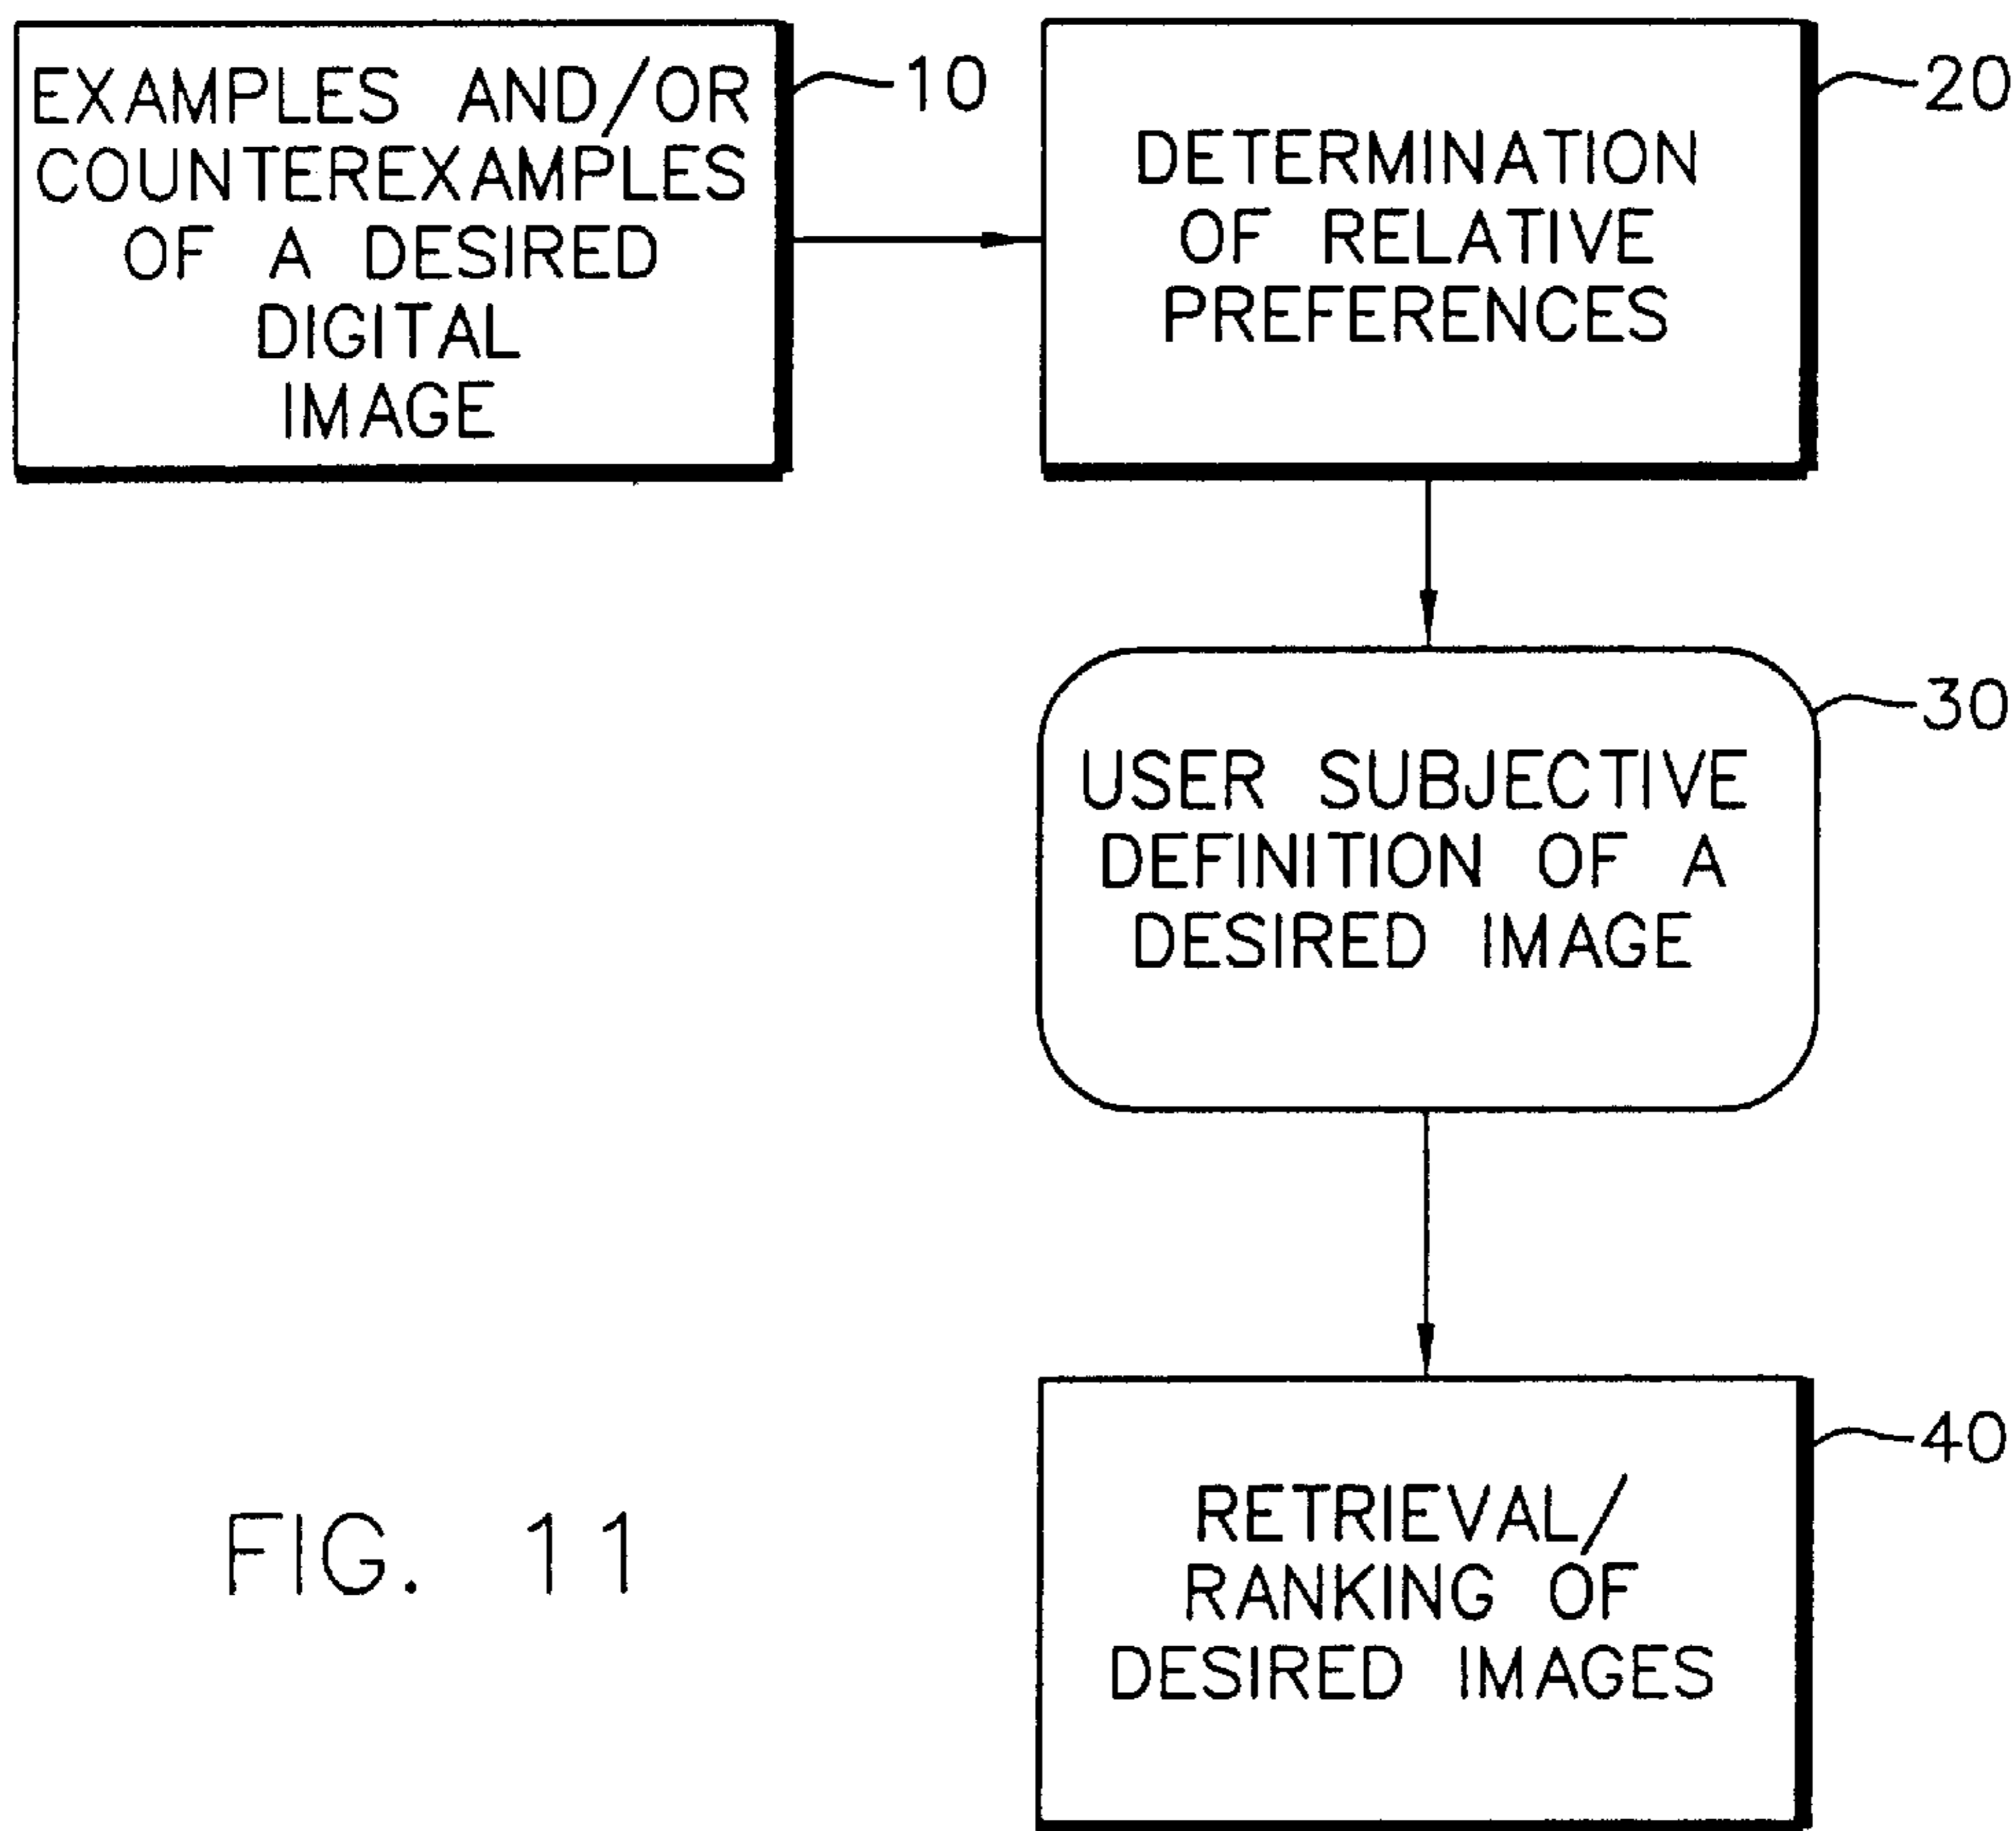 EXAMPLES AND/OR
COUNTEREXAMPLES
OF A DESIRED
DIGITAL
IMAGE
10
DETERMINATION
OF RELATIVE
PREFERENCES
20
USER SUBJECTIVE
DEFINITION OF A
DESIRED IMAGE
30
RETRIEVAL/
RANKING OF
DESIRED IMAGES
40
FIG. 11